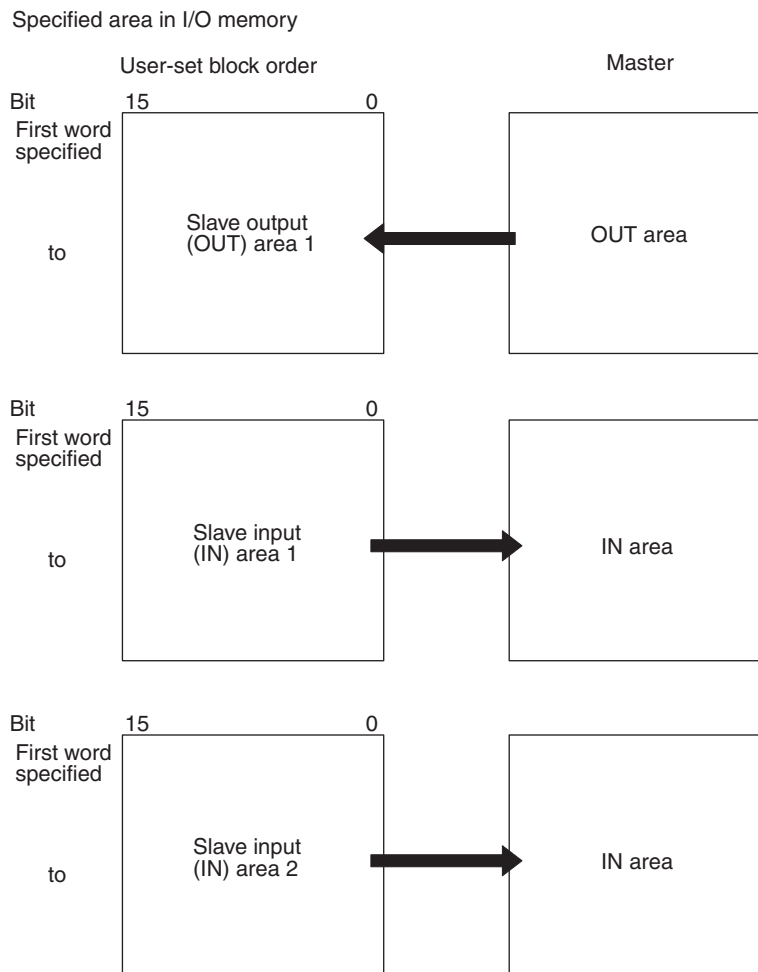 Specified area in I/O memory
User-set block order
Master
Bit 15 0
First word
specified
to
Slave output
(OUT) area 1
OUT area
Bit 15 0
First word
specified
to
Slave input
(IN) area 1
IN area
Bit 15 0
First word
specified
to
Slave input
(IN) area 2
IN area